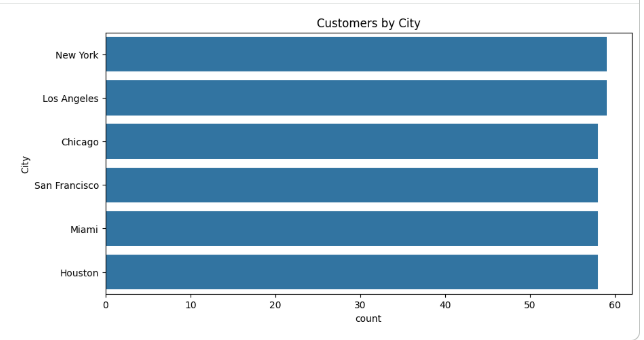 Customers by City
New York
Los Angeles
Chicago
San Francisco
Miami
Houston
City
0 10 20 30 40 50 60
count